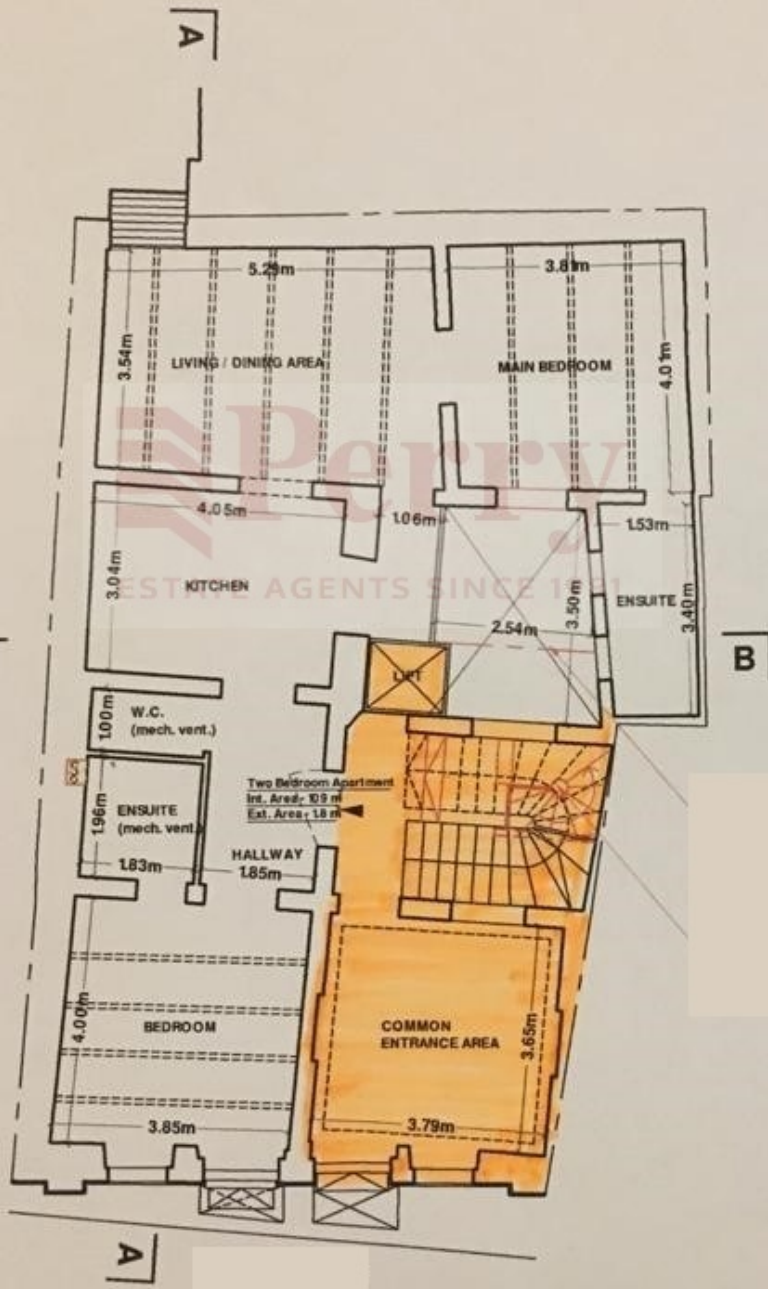 A
5.29m
3.81m
3.54m
LIVING / DINING AREA
MAIN BEDROOM
4.01m
Perry
ESTATE AGENTS SINCE 1981
4.05m
1.06m
1.53m
3.04m
KITCHEN
3.50m
ENSUITE
3.40m
2.54m
B
LIFT
1.00m
W.C.
(mech. vent.)
Two Bedroom Apartment
Int. Area:- 109 m
Ext. Area:- 1.8 m
1.96m
ENSUITE
(mech. vent.)
HALLWAY
1.83m
1.85m
4.00m
BEDROOM
COMMON
ENTRANCE AREA
3.65m
3.85m
3.79m
A